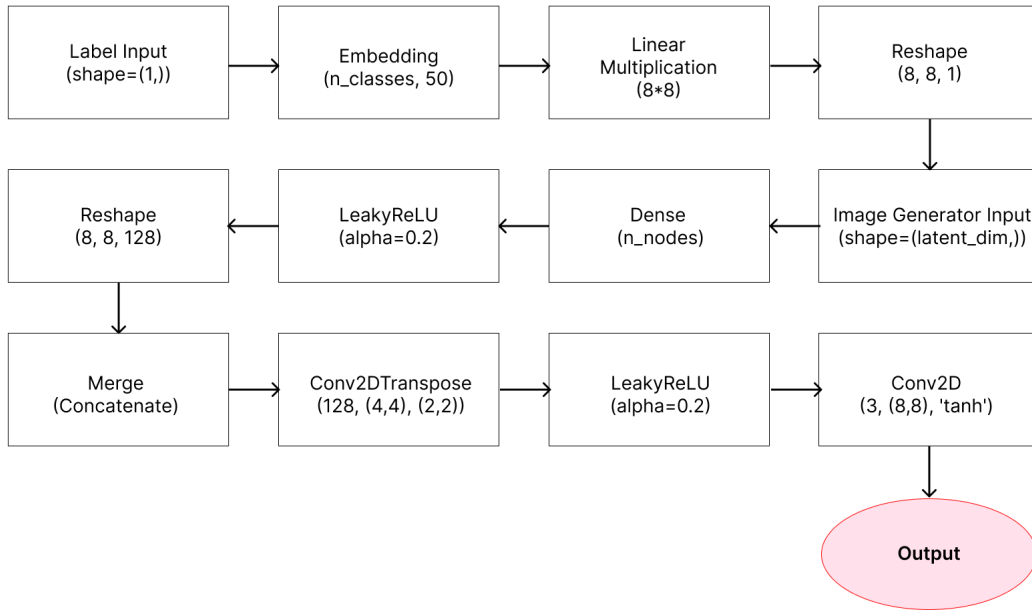 Label Input
(shape=(1,))
Embedding
(n_classes, 50)
Linear
Multiplication
(8*8)
Reshape
(8, 8, 1)
Image Generator Input
(shape=(latent_dim,))
Dense
(n_nodes)
LeakyReLU
(alpha=0.2)
Reshape
(8, 8, 128)
Merge
(Concatenate)
Conv2DTranspose
(128, (4,4), (2,2))
LeakyReLU
(alpha=0.2)
Conv2D
(3, (8,8), 'tanh')
Output